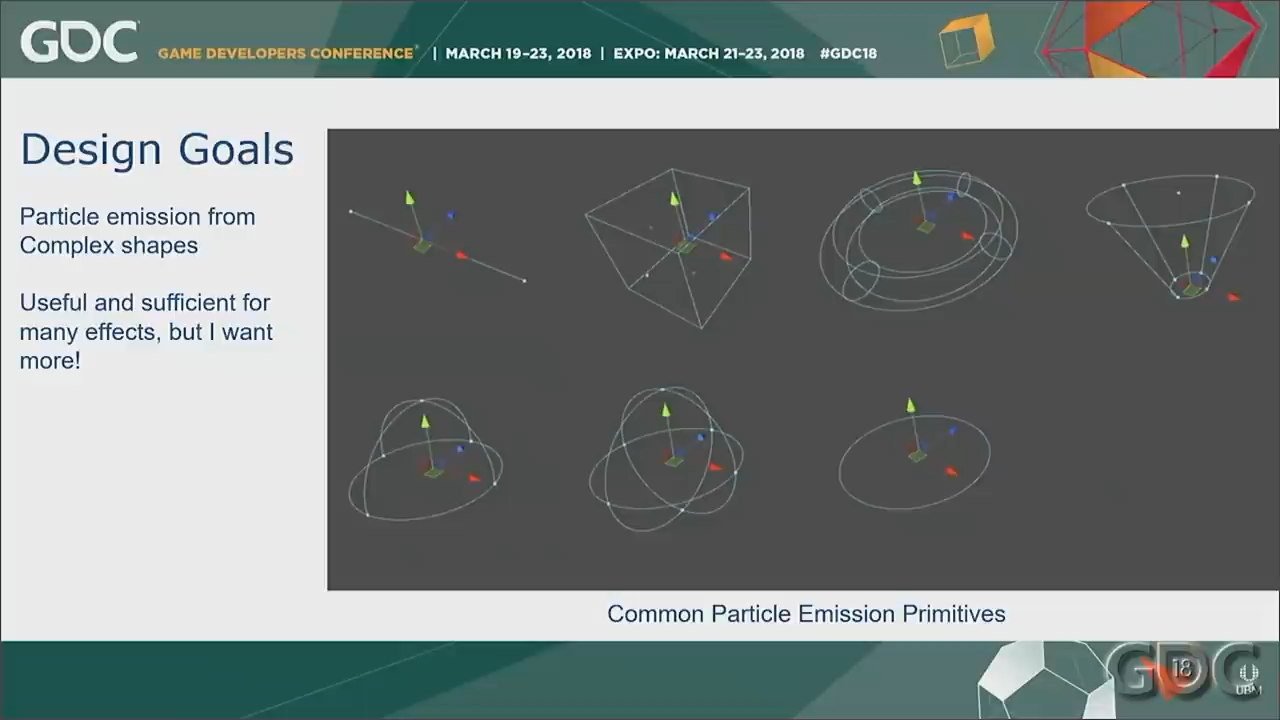 GDC
GAME DEVELOPERS CONFERENCE | MARCH 19–23, 2018 | EXPO: MARCH 21–23, 2018 #GDC18
Design Goals
Particle emission from
Complex shapes
Useful and sufficient for
many effects, but I want
more!
Common Particle Emission Primitives
GDC
18
UBM